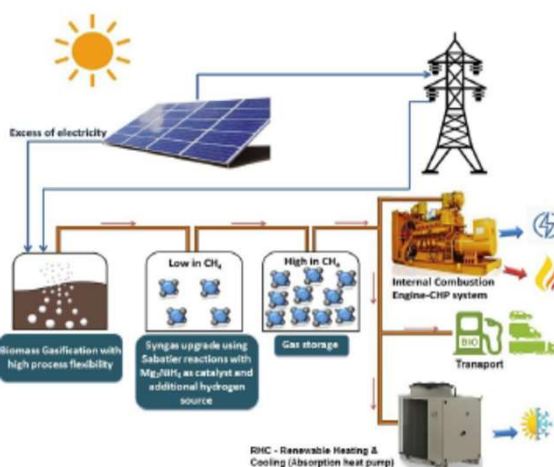 Excess of electricity
Low in CH₄
High in CH₄
Internal Combustion
Engine-CHP system
Biomass Gasification with
high process flexibility
Syngas upgrade using
Sabatier reactions with
Mg₂NiH₄ as catalyst and
additional hydrogen
source
Gas storage
BIO
Transport
RHC - Renewable Heating &
Cooling (Absorption heat pump)